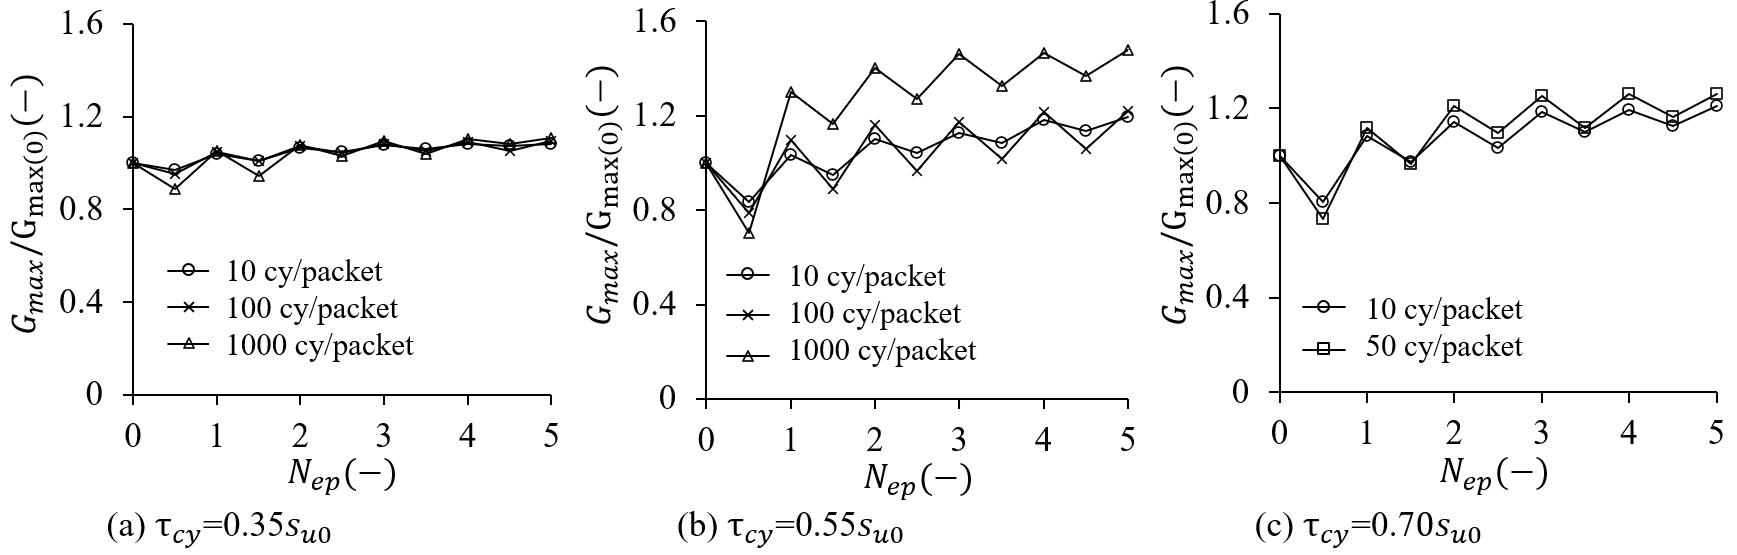 1.6
1.2
0.8
0.4
0
G_max/G_max(0)(−)
10 cy/packet
100 cy/packet
1000 cy/packet
0 1 2 3 4 5
N_ep(−)
(a) τ_cy=0.35s_u0
1.6
1.2
0.8
0.4
0
G_max/G_max(0)(−)
10 cy/packet
100 cy/packet
1000 cy/packet
0 1 2 3 4 5
N_ep(−)
(b) τ_cy=0.55s_u0
1.6
1.2
0.8
0.4
0
G_max/G_max(0)(−)
10 cy/packet
50 cy/packet
0 1 2 3 4 5
N_ep(−)
(c) τ_cy=0.70s_u0